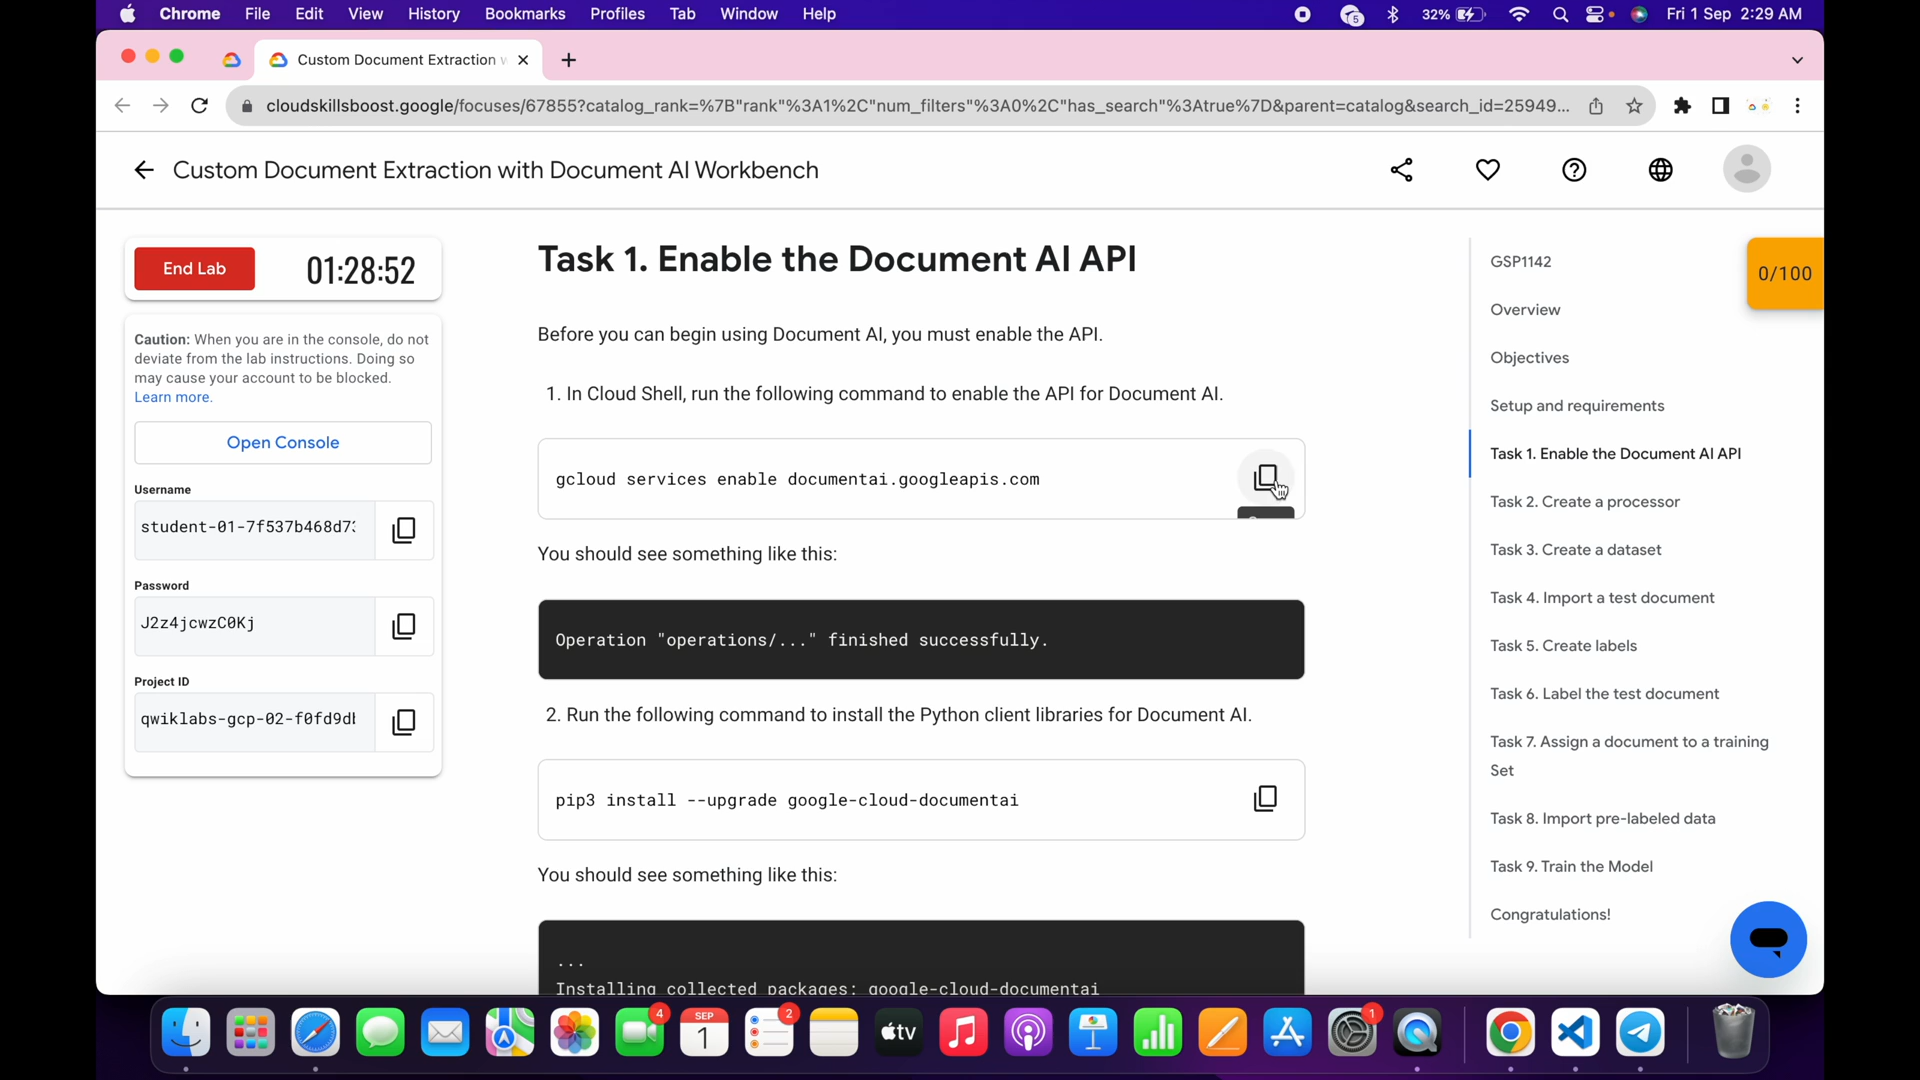 Chrome File Edit View History Bookmarks Profiles Tab Window Help 5 32% Fri 1 Sep 2:29 AM
Custom Document Extraction
cloudskillsboost.google/focuses/67855?catalog_rank=%7B"rank"%3A1%2C"num_filters"%3A0%2C"has_search"%3Atrue%7D&parent=catalog&search_id=25949...
Custom Document Extraction with Document AI Workbench
End Lab 01:28:52
Caution: When you are in the console, do not
deviate from the lab instructions. Doing so
may cause your account to be blocked.
Learn more.
Open Console
Username
student-01-7f537b468d7
Password
J2z4jcwzC0Kj
Project ID
qwiklabs-gcp-02-f0fd9d
Task 1. Enable the Document AI API
Before you can begin using Document AI, you must enable the API.
1. In Cloud Shell, run the following command to enable the API for Document AI.
gcloud services enable documentai.googleapis.com
You should see something like this:
Operation "operations/..." finished successfully.
2. Run the following command to install the Python client libraries for Document AI.
pip3 install --upgrade google-cloud-documentai
You should see something like this:
...
Installing collected packages: google-cloud-documentai
GSP1142
0/100
Overview
Objectives
Setup and requirements
Task 1. Enable the Document AI API
Task 2. Create a processor
Task 3. Create a dataset
Task 4. Import a test document
Task 5. Create labels
Task 6. Label the test document
Task 7. Assign a document to a training
Set
Task 8. Import pre-labeled data
Task 9. Train the Model
Congratulations!
4 SEP 1 2 tv 1